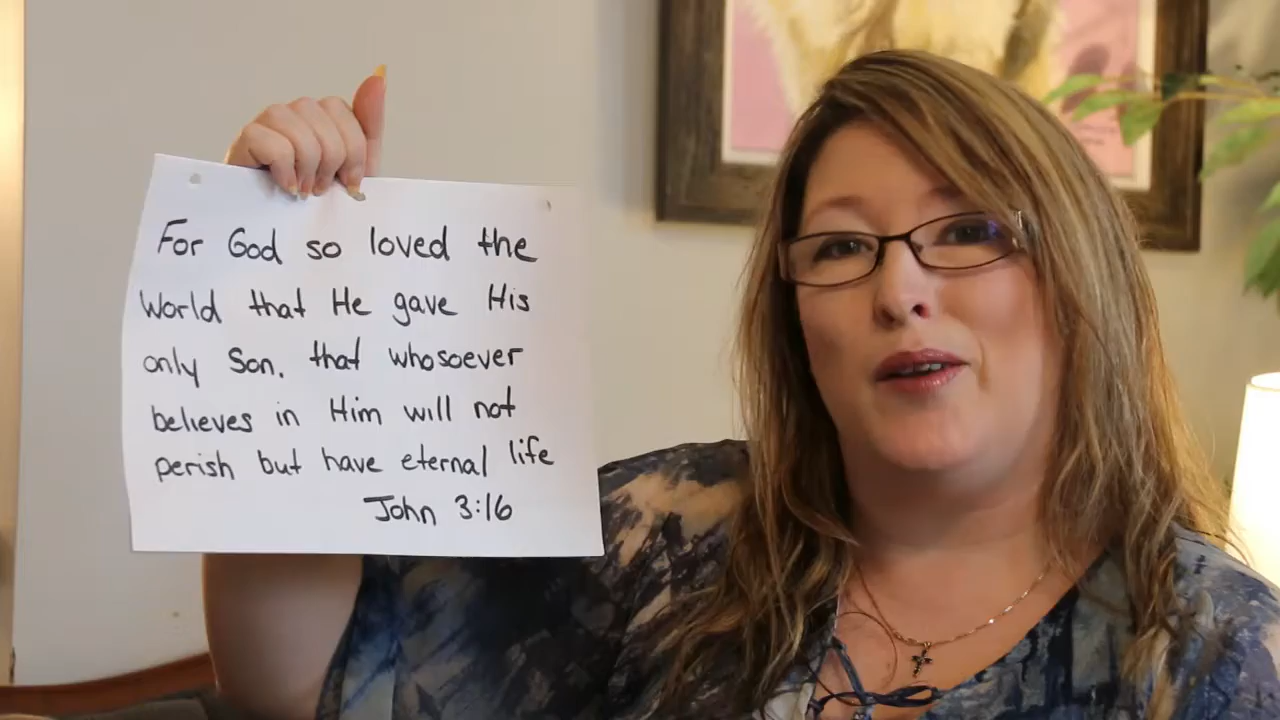 For God so loved the
World that He gave His
only Son, that whosoever
believes in Him will not
perish but have eternal life
John 3:16